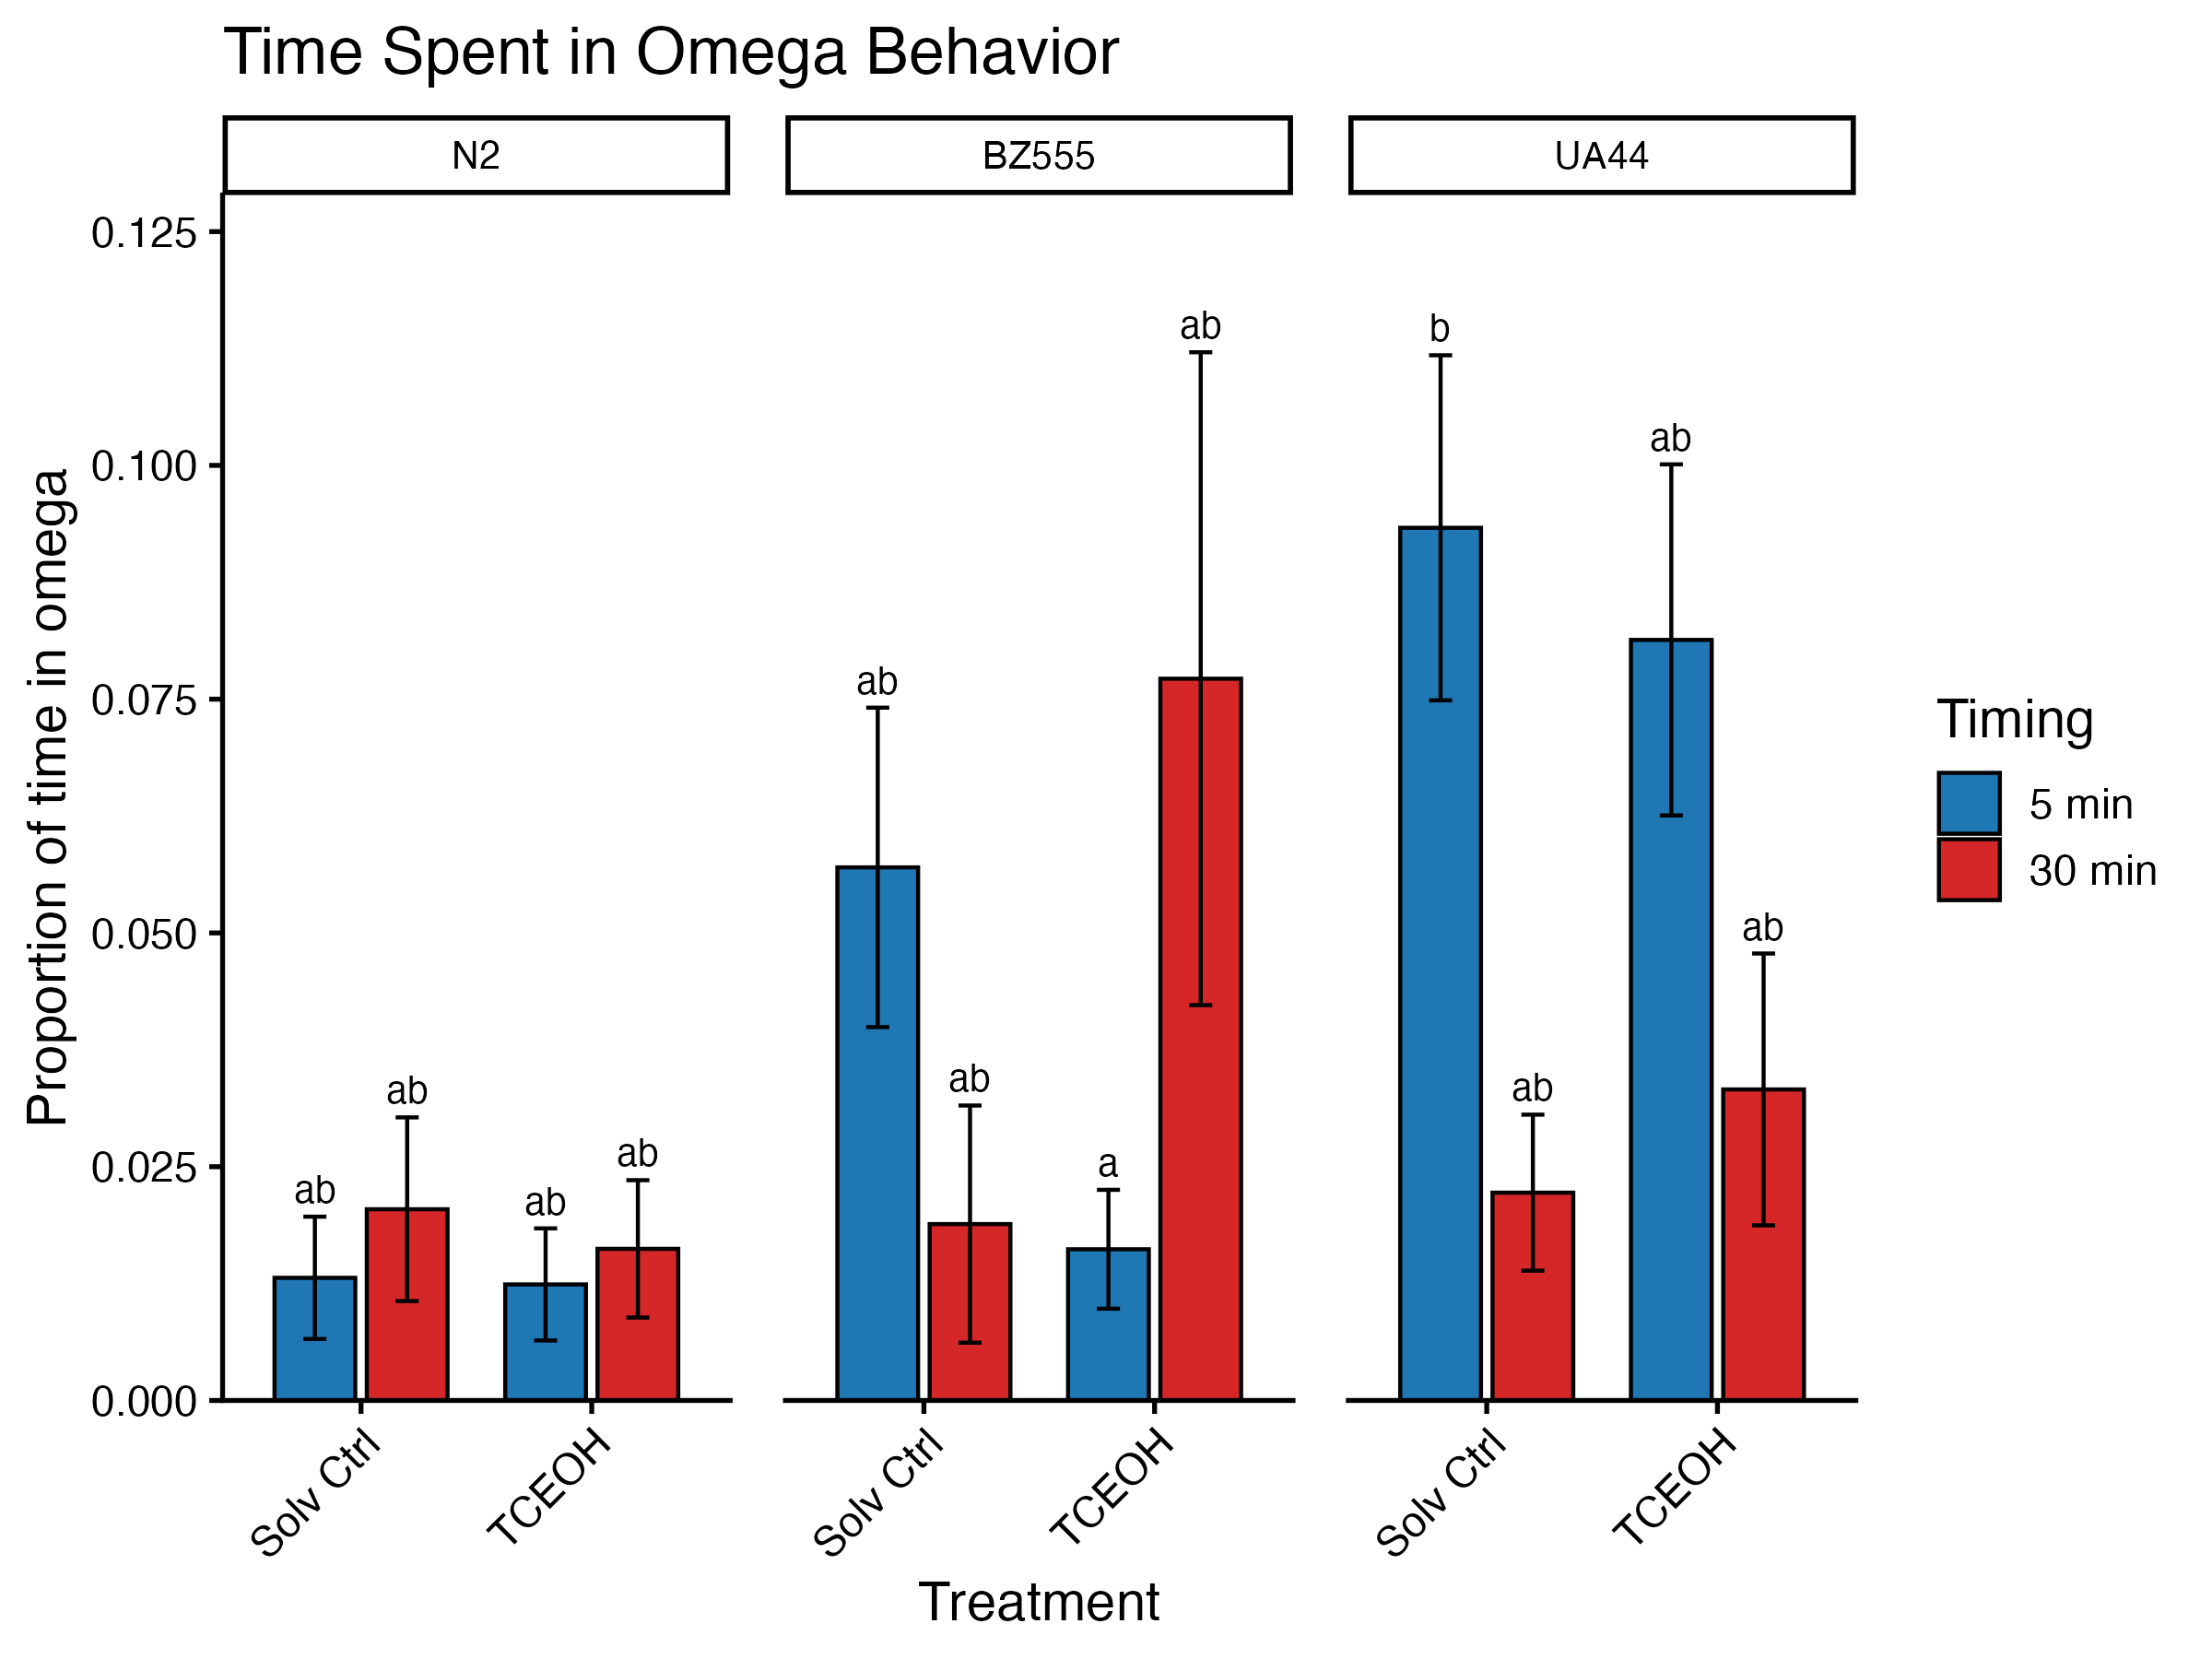 Time Spent in Omega Behavior
N2
BZ555
UA44
Proportion of time in omega
0.125
0.100
0.075
0.050
0.025
0.000
ab
ab
ab
ab
ab
ab
a
ab
b
ab
ab
ab
Solv Ctrl
TCEOH
Solv Ctrl
TCEOH
Solv Ctrl
TCEOH
Treatment
Timing
5 min
30 min